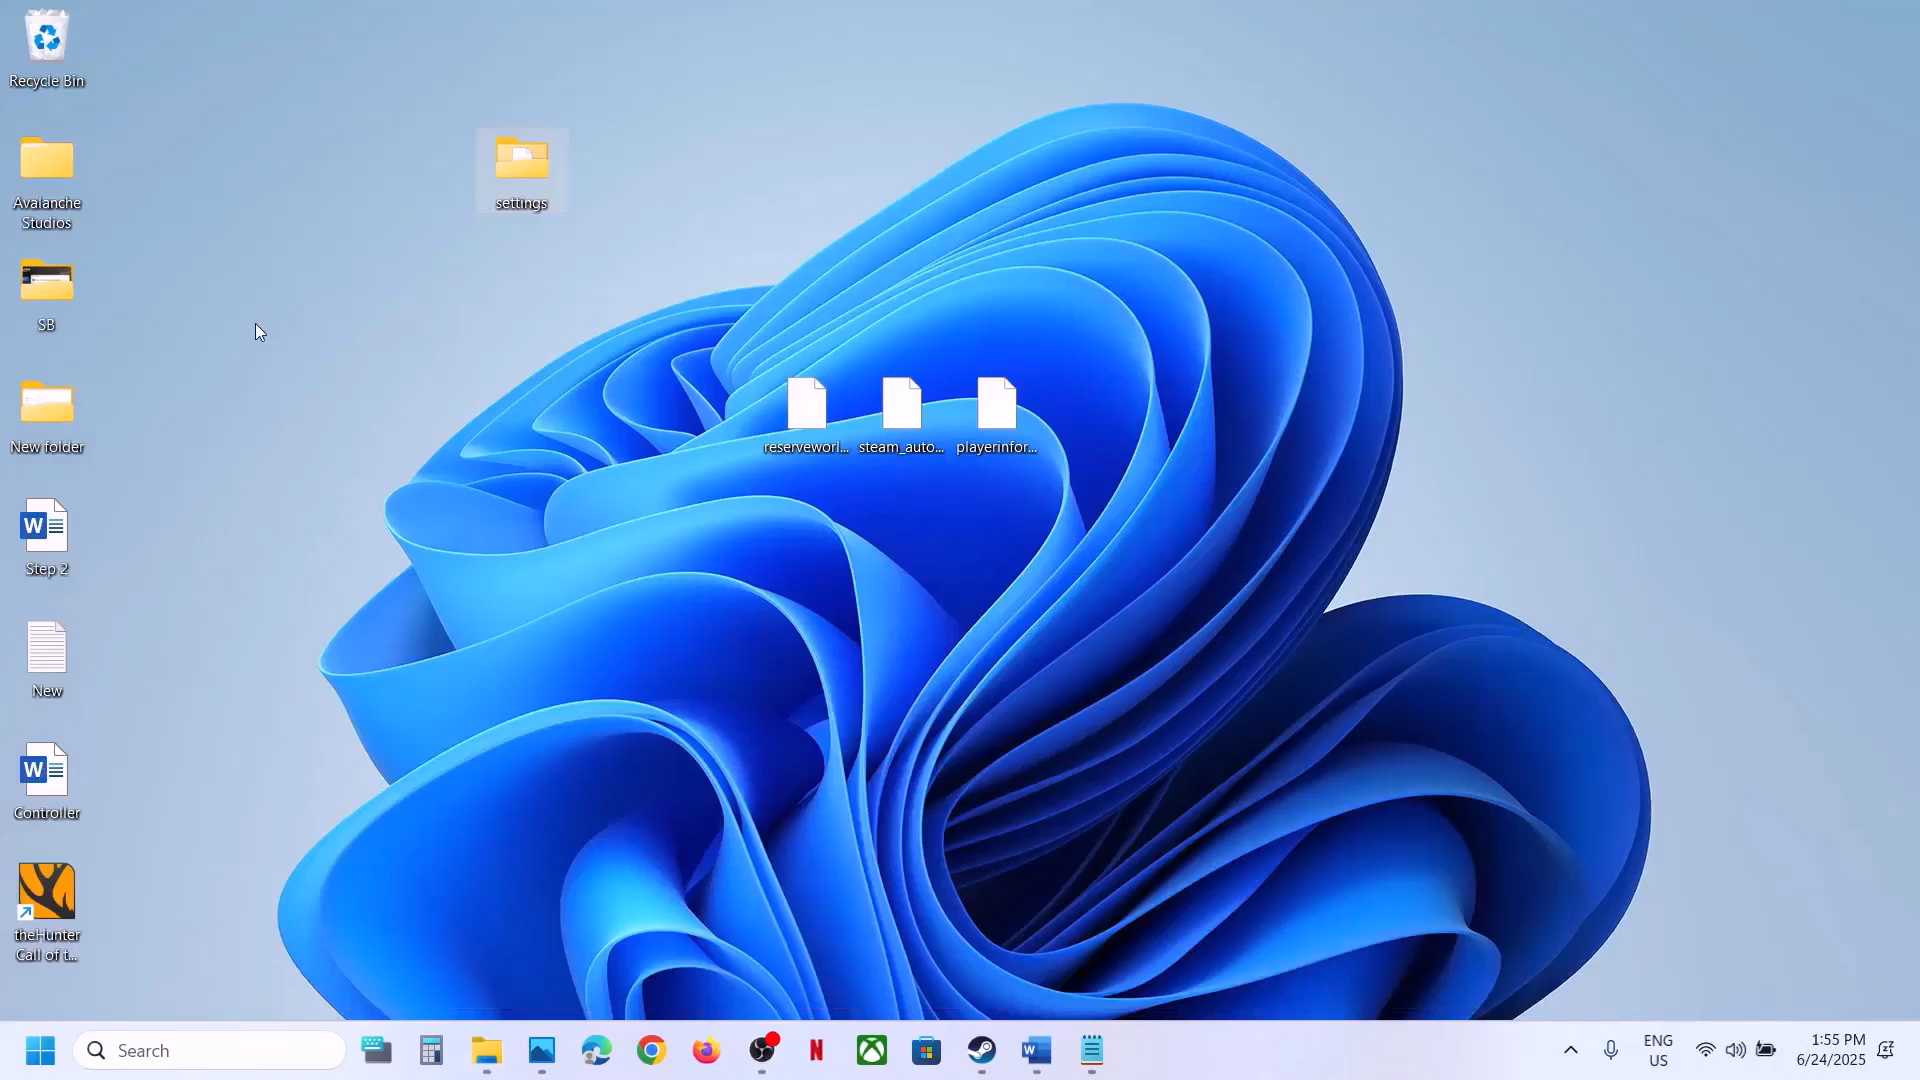 Recycle Bin
Avalanche
Studios
SB
New folder
Step 2
New
Controller
theHunter
Call of t...
settings
reserveworl...
steam_auto...
playerinfor...
Search
ENG
US
1:55 PM
6/24/2025